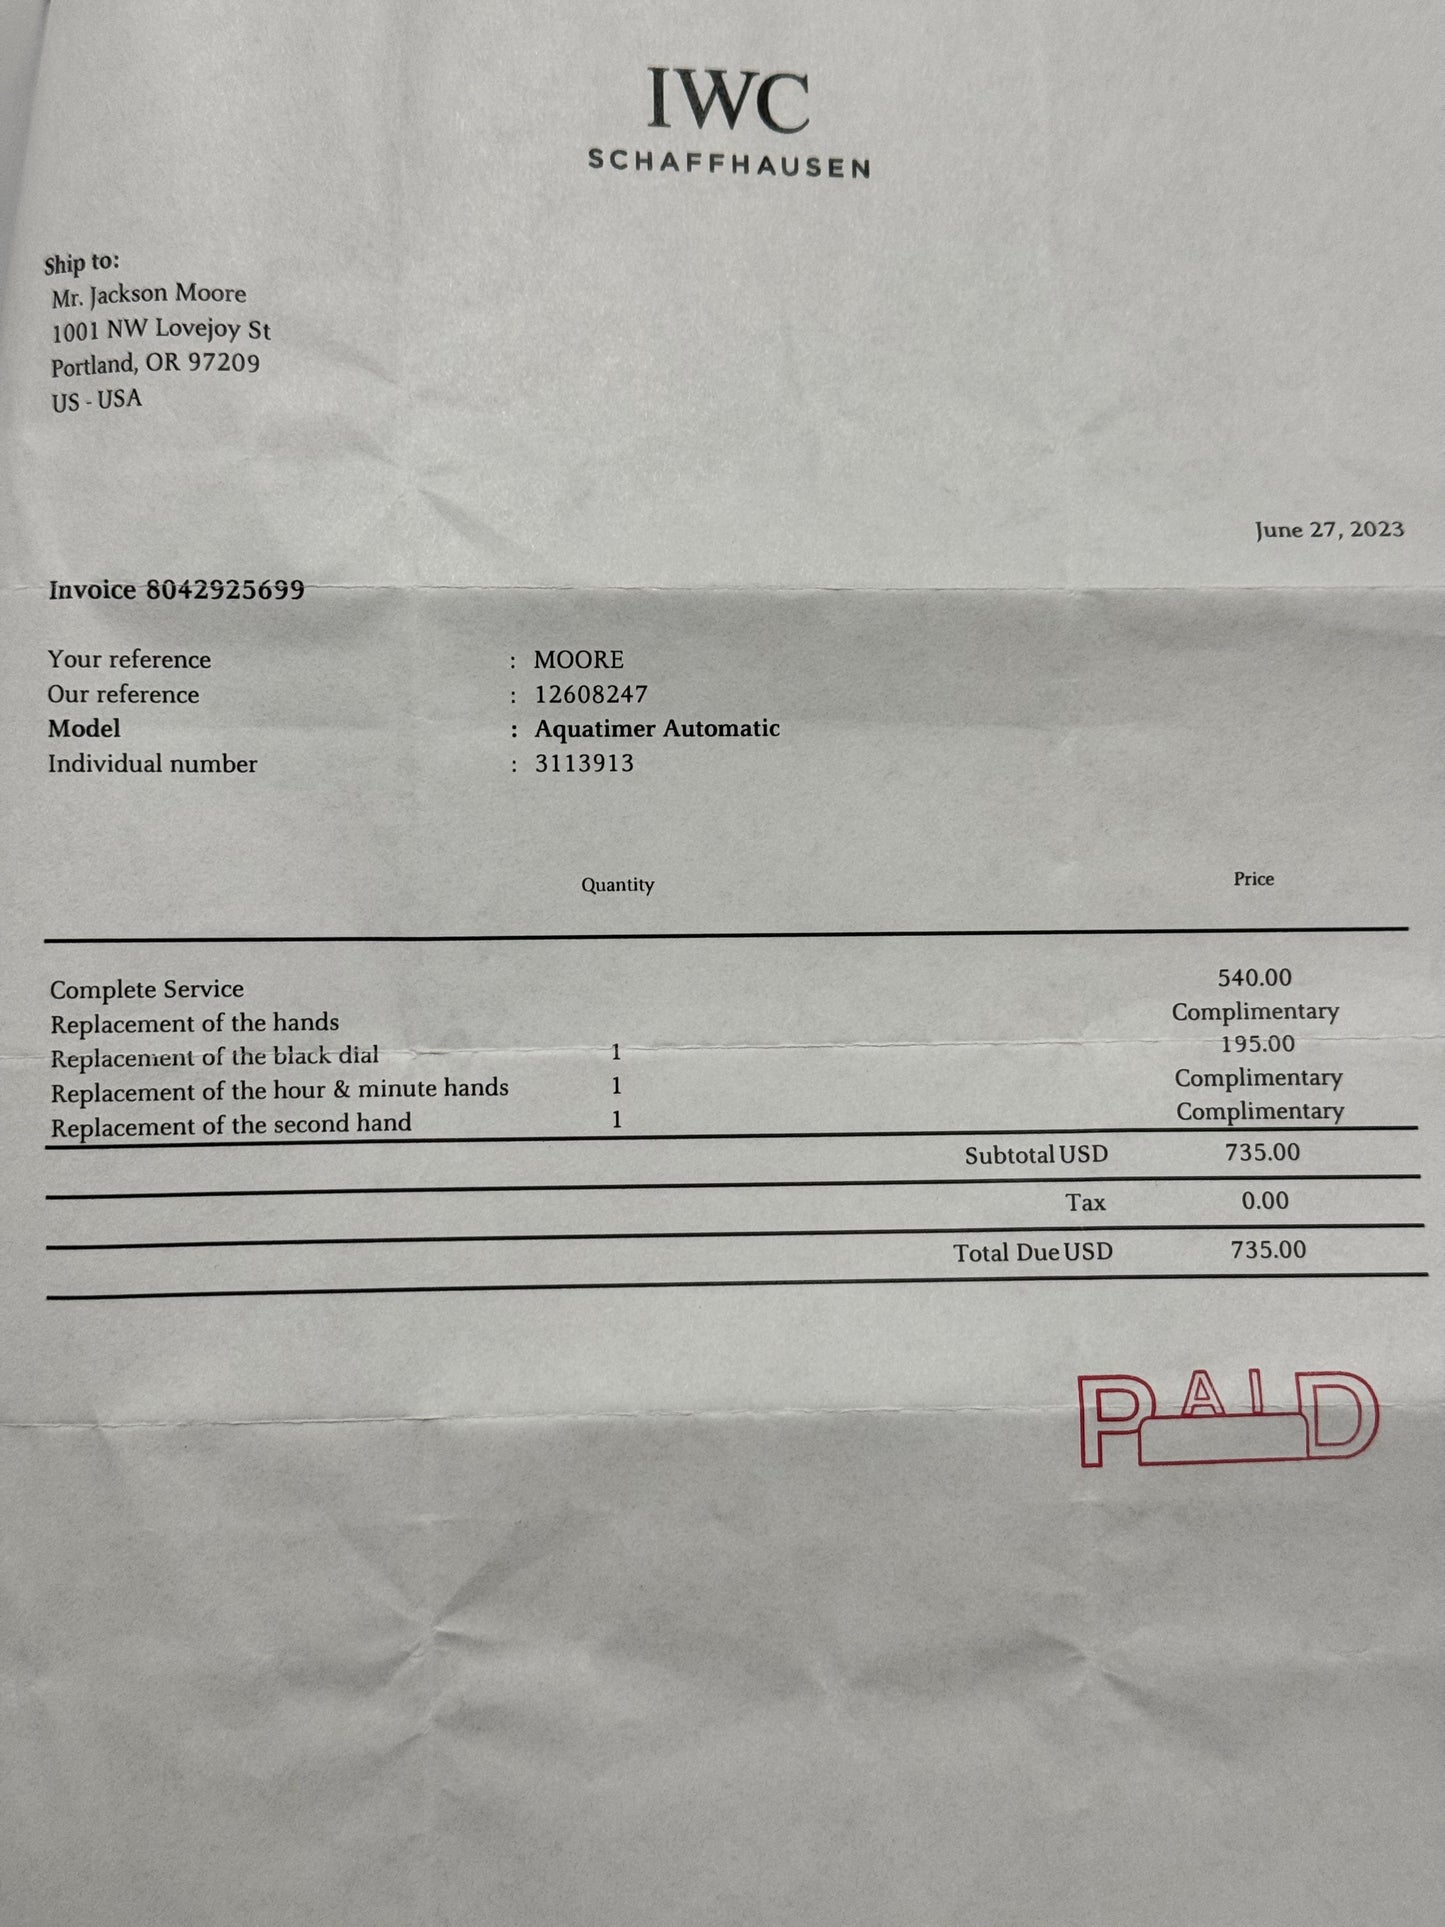 IWC
SCHAFFHAUSEN
Ship to:
Mr. Jackson Moore
1001 NW Lovejoy St
Portland, OR 97209
US - USA
June 27, 2023
Invoice 8042925699
Your reference : MOORE
Our reference : 12608247
Model : Aquatimer Automatic
Individual number : 3113913
Quantity Price
Complete Service 540.00
Replacement of the hands Complimentary
Replacement of the black dial 1 195.00
Replacement of the hour & minute hands 1 Complimentary
Replacement of the second hand 1 Complimentary
Subtotal USD 735.00
Tax 0.00
Total Due USD 735.00
PAID